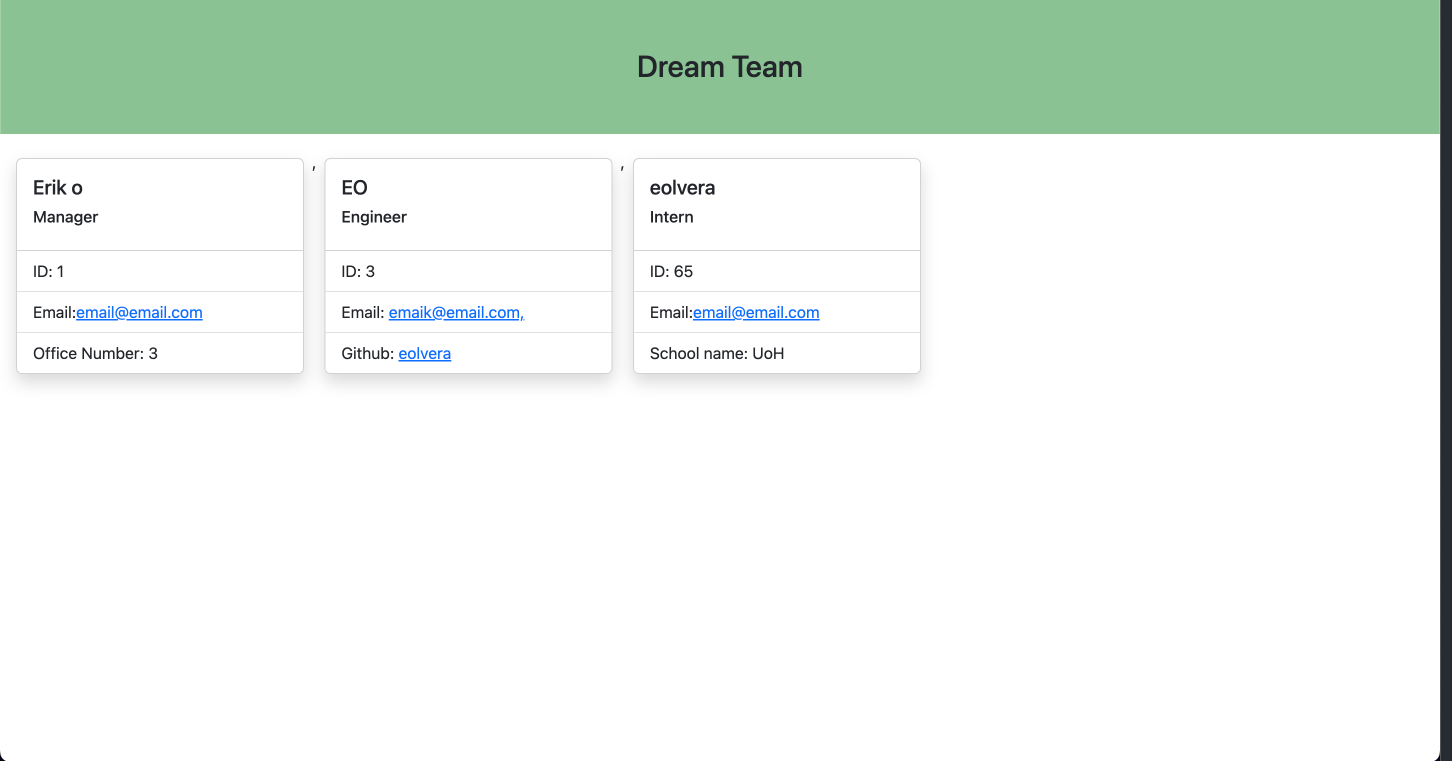 Dream Team
Erik o
Manager
ID: 1
Email:email@email.com
Office Number: 3
,
EO
Engineer
ID: 3
Email: emaik@email.com,
Github: eolvera
,
eolvera
Intern
ID: 65
Email:email@email.com
School name: UoH